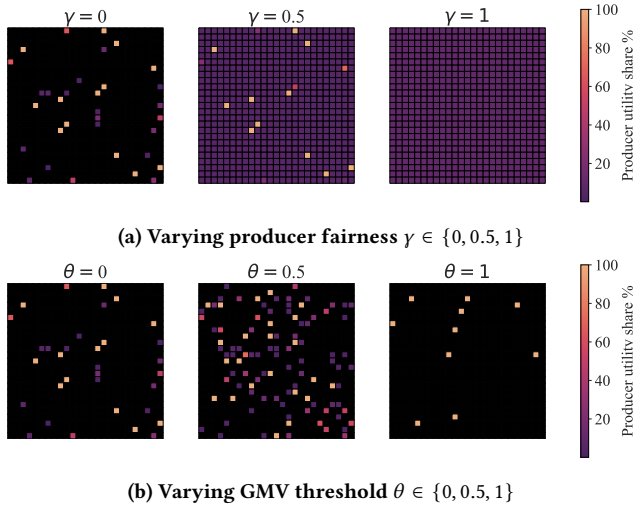 γ = 0
γ = 0.5
γ = 1
100
80
60
40
20
Producer utility share %
(a) Varying producer fairness γ ∈ {0, 0.5, 1}
θ = 0
θ = 0.5
θ = 1
100
80
60
40
20
Producer utility share %
(b) Varying GMV threshold θ ∈ {0, 0.5, 1}